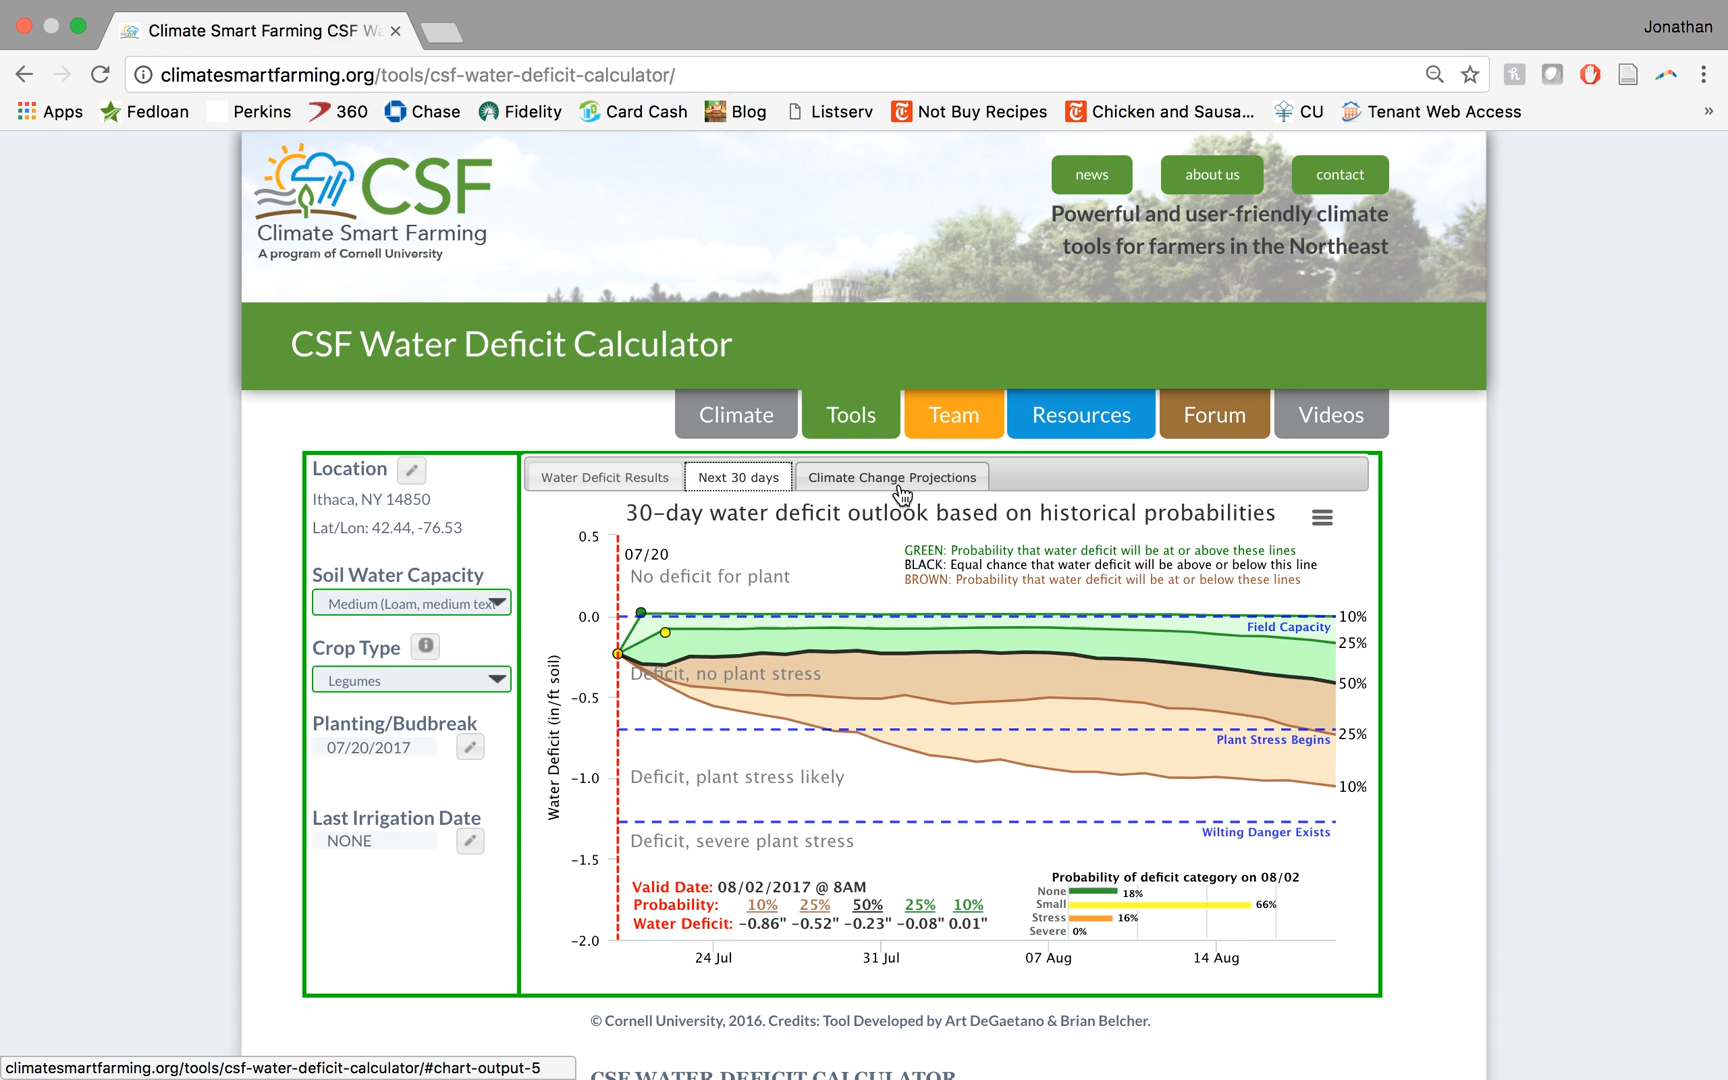 Climate Smart Farming CSF Wa
Jonathan
climatesmartfarming.org/tools/csf-water-deficit-calculator/
Apps Fedloan Perkins 360 Chase Fidelity Card Cash Blog Listserv Not Buy Recipes Chicken and Sausa... CU Tenant Web Access »
CSF
Climate Smart Farming
A program of Cornell University
news about us contact
Powerful and user-friendly climate
tools for farmers in the Northeast
CSF Water Deficit Calculator
Climate Tools Team Resources Forum Videos
Location
Ithaca, NY 14850
Lat/Lon: 42.44, -76.53
Soil Water Capacity
Medium (Loam, medium text
Crop Type
Legumes
Planting/Budbreak
07/20/2017
Last Irrigation Date
NONE
Water Deficit Results Next 30 days Climate Change Projections
30-day water deficit outlook based on historical probabilities
GREEN: Probability that water deficit will be at or above these lines
BLACK: Equal chance that water deficit will be above or below this line
BROWN: Probability that water deficit will be at or below these lines
07/20
No deficit for plant
Deficit, no plant stress
Deficit, plant stress likely
Deficit, severe plant stress
Water Deficit (in/ft soil)
0.5
0.0
-0.5
-1.0
-1.5
-2.0
10%
Field Capacity
25%
50%
25%
Plant Stress Begins
10%
Wilting Danger Exists
Valid Date: 08/02/2017 @ 8AM
Probability: 10% 25% 50% 25% 10%
Water Deficit: -0.86" -0.52" -0.23" -0.08" 0.01"
Probability of deficit category on 08/02
None 18%
Small 66%
Stress 16%
Severe 0%
24 Jul 31 Jul 07 Aug 14 Aug
© Cornell University, 2016. Credits: Tool Developed by Art DeGaetano & Brian Belcher.
CSF WATER DEFICIT CALCULATOR
climatesmartfarming.org/tools/csf-water-deficit-calculator/#chart-output-5